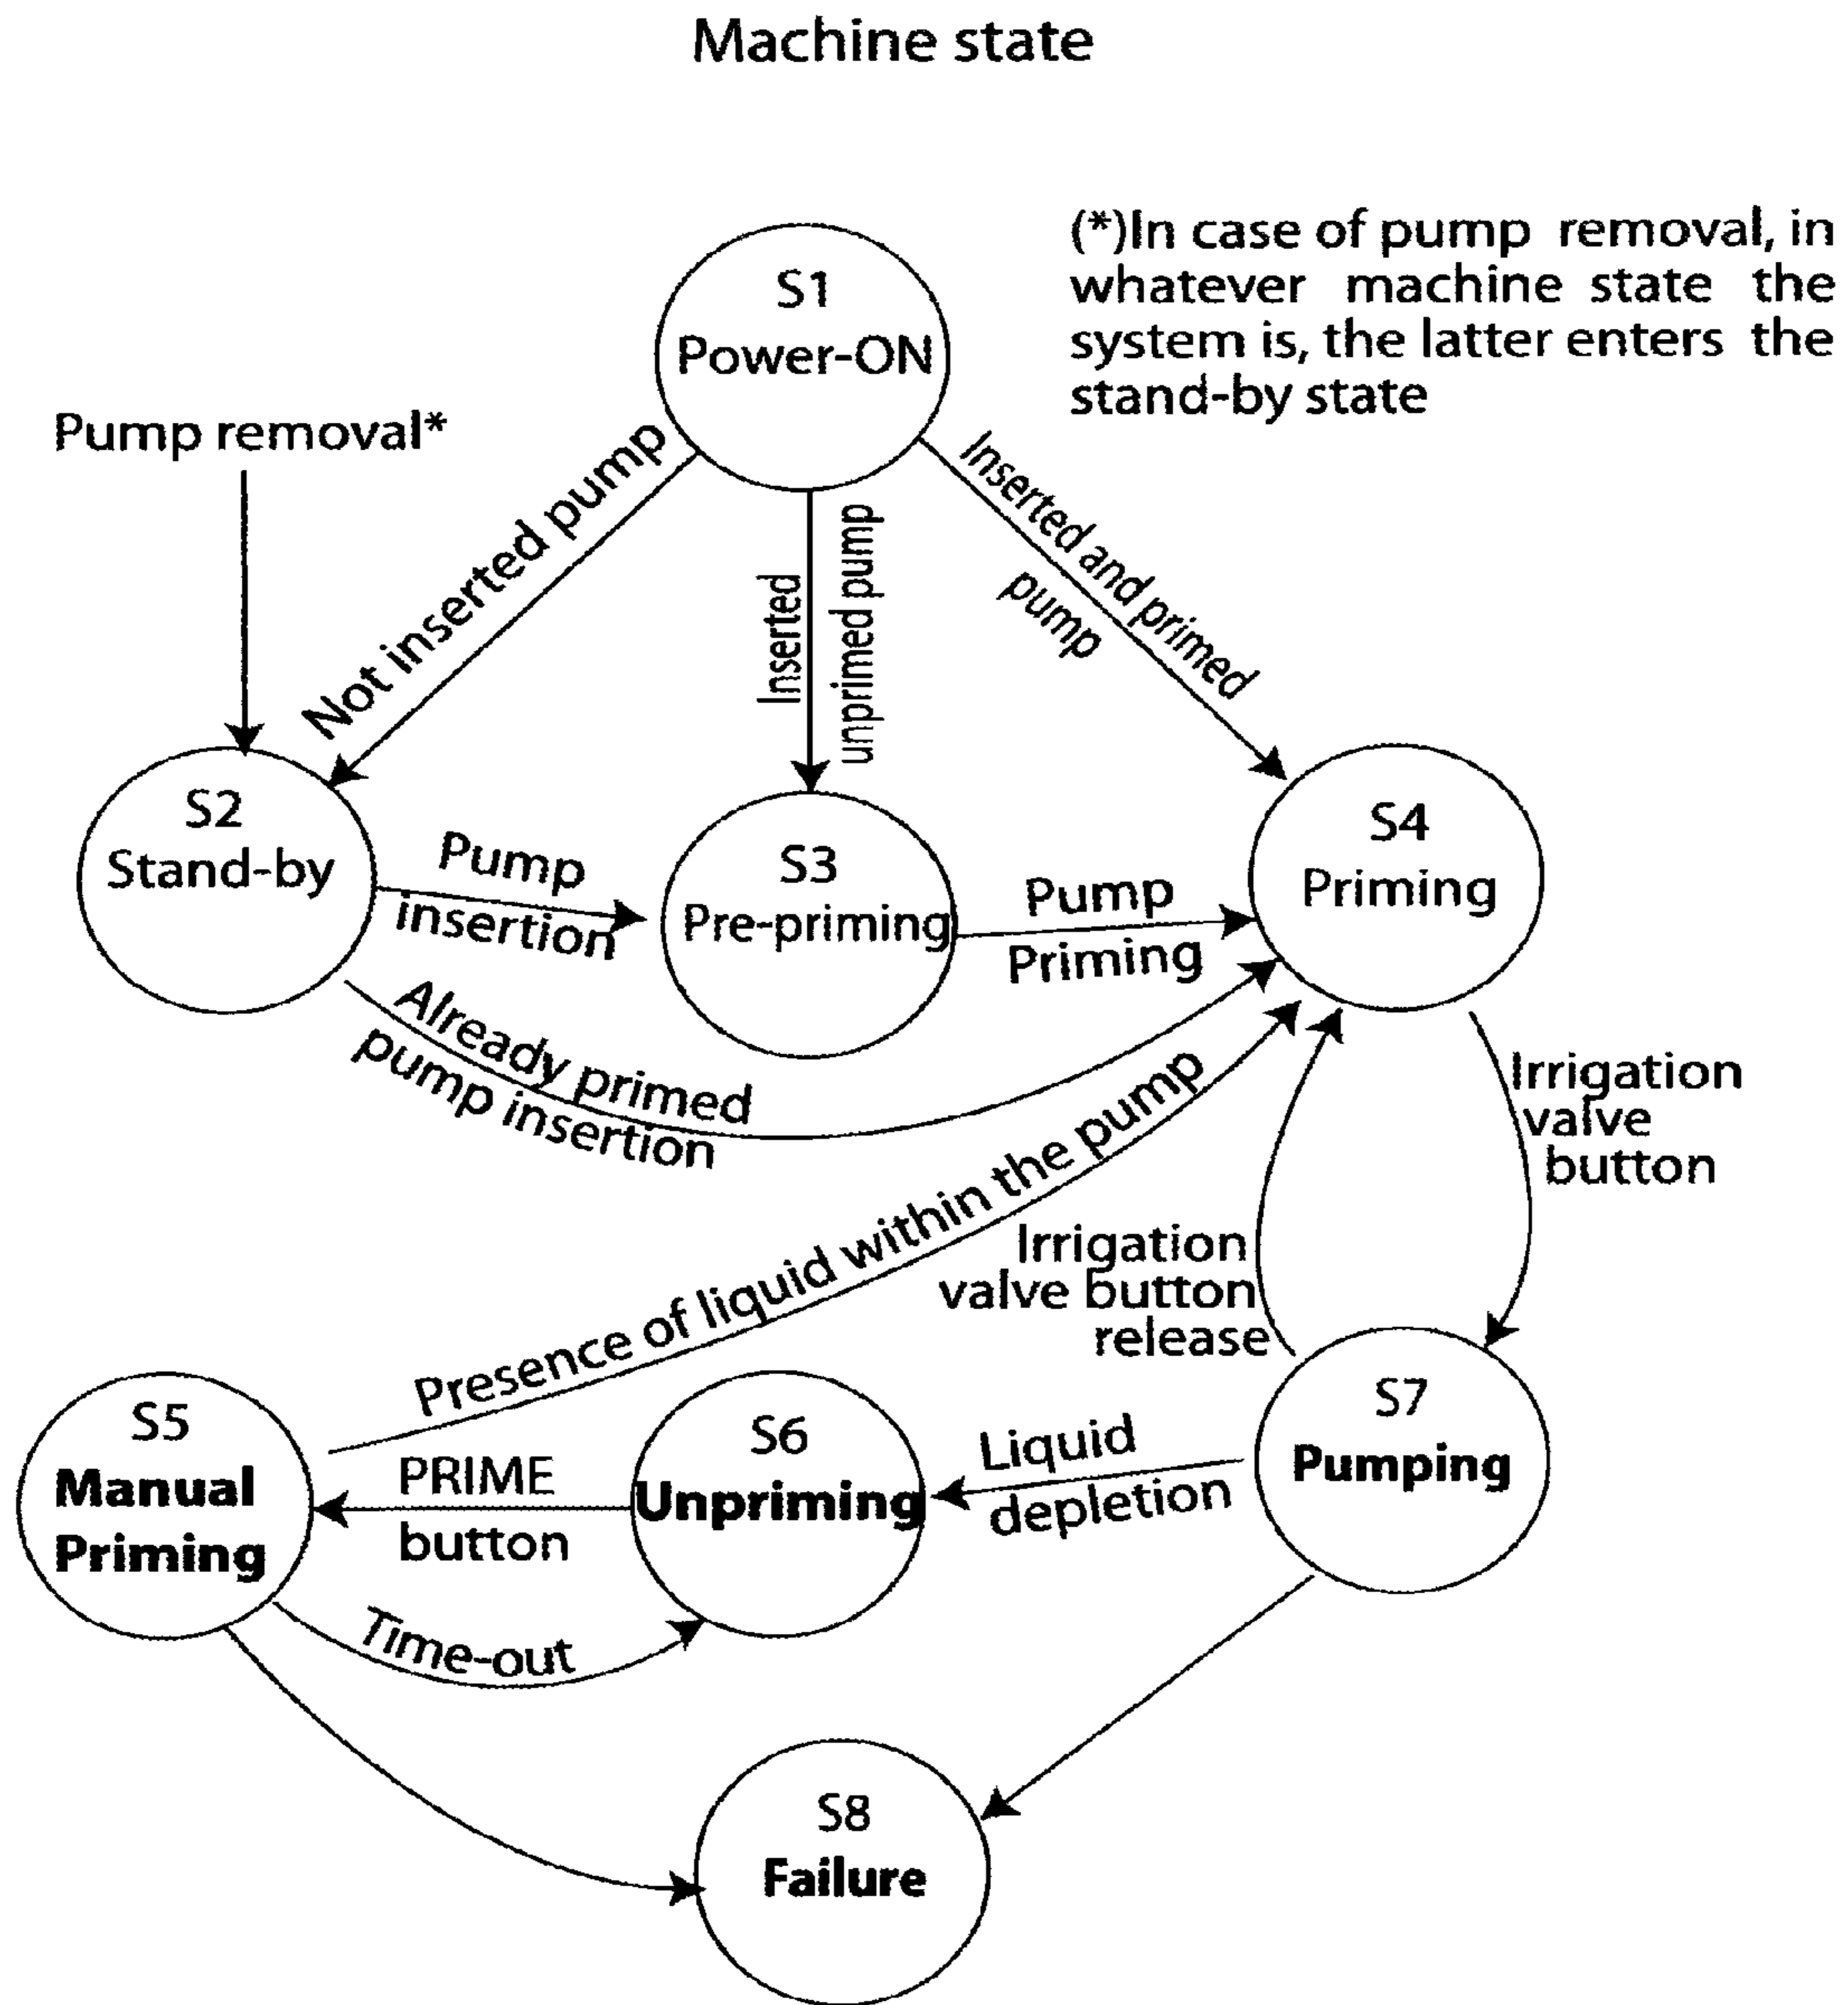 Machine state
S1
Power-ON
(*)In case of pump removal, in
whatever machine state the
system is, the latter enters the
stand-by state
Pump removal*
Not inserted pump
Inserted
unprimed pump
Inserted and primed
pump
S2
Stand-by
Pump
insertion
S3
Pre-priming
Pump
Priming
S4
Priming
Already primed
pump insertion
Irrigation
valve
button
Presence of liquid within the pump
Irrigation
valve button
release
S5
Manual
Priming
PRIME
button
S6
Unpriming
Liquid
depletion
S7
Pumping
Time-out
S8
Failure